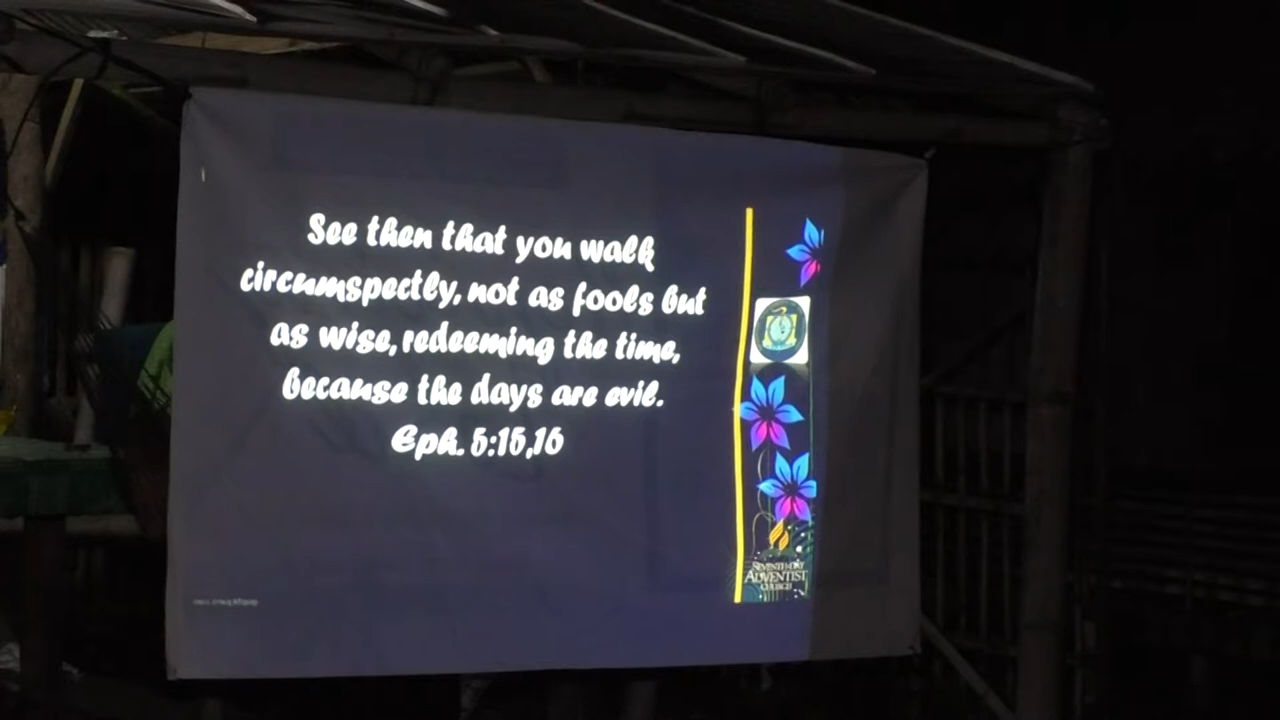 See then that you walk
circumspectly, not as fools but
as wise, redeeming the time,
because the days are evil.
Eph. 5:15,16
SEVENTH-DAY
ADVENTIST
CHURCH